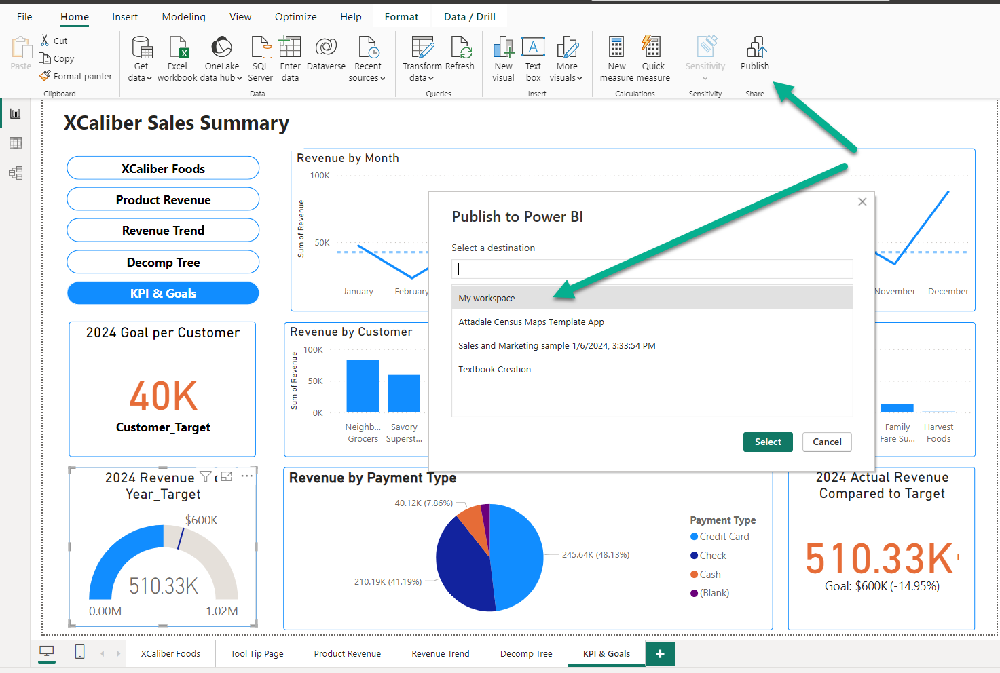 File Home Insert Modeling View Optimize Help Format Data / Drill
Paste
Cut
Copy
Format painter
Clipboard
Get
data
Excel
workbook
OneLake
data hub
SQL
Server
Enter
data
Dataverse
Recent
sources
Data
Transform
data
Refresh
Queries
New
visual
Text
box
More
visuals
Insert
New
measure
Quick
measure
Calculations
Sensitivity
Sensitivity
Publish
Share
XCaliber Sales Summary
XCaliber Foods
Product Revenue
Revenue Trend
Decomp Tree
KPI & Goals
Revenue by Month
Sum of Revenue
100K
50K
January February
November December
Publish to Power BI
Select a destination
My workspace
Attadale Census Maps Template App
Sales and Marketing sample 1/6/2024, 3:33:54 PM
Textbook Creation
Select Cancel
2024 Goal per Customer
40K
Customer_Target
Revenue by Customer
Sum of Revenue
100K
50K
0K
Neighb...
Grocers
Savory
Superst...
Family
Fare Su...
Harvest
Foods
2024 Revenue
Year_Target
$600K
510.33K
0.00M 1.02M
Revenue by Payment Type
40.12K (7.86%)
245.64K (48.13%)
210.19K (41.19%)
Payment Type
Credit Card
Check
Cash
(Blank)
2024 Actual Revenue
Compared to Target
510.33K!
Goal: $600K (-14.95%)
XCaliber Foods Tool Tip Page Product Revenue Revenue Trend Decomp Tree KPI & Goals +